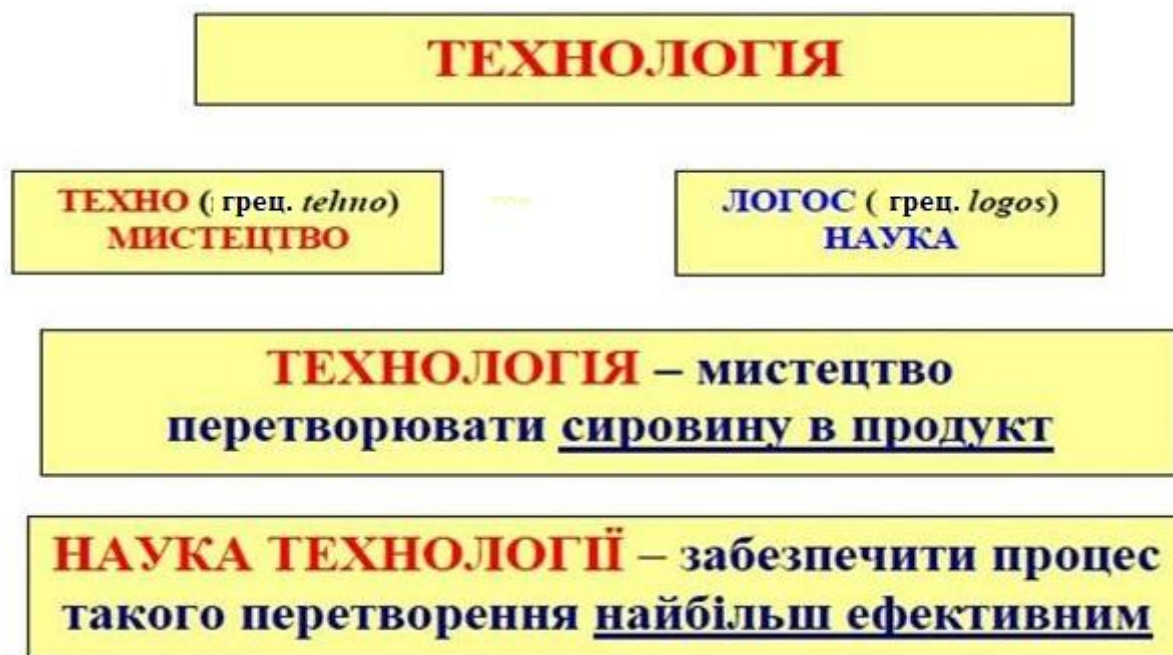 ТЕХНОЛОГІЯ
ТЕХНО ( грец. tehno)
МИСТЕЦТВО
ЛОГОС ( грец. logos)
НАУКА
ТЕХНОЛОГІЯ – мистецтво
перетворювати сировину в продукт
НАУКА ТЕХНОЛОГІЇ – забезпечити процес
такого перетворення найбільш ефективним